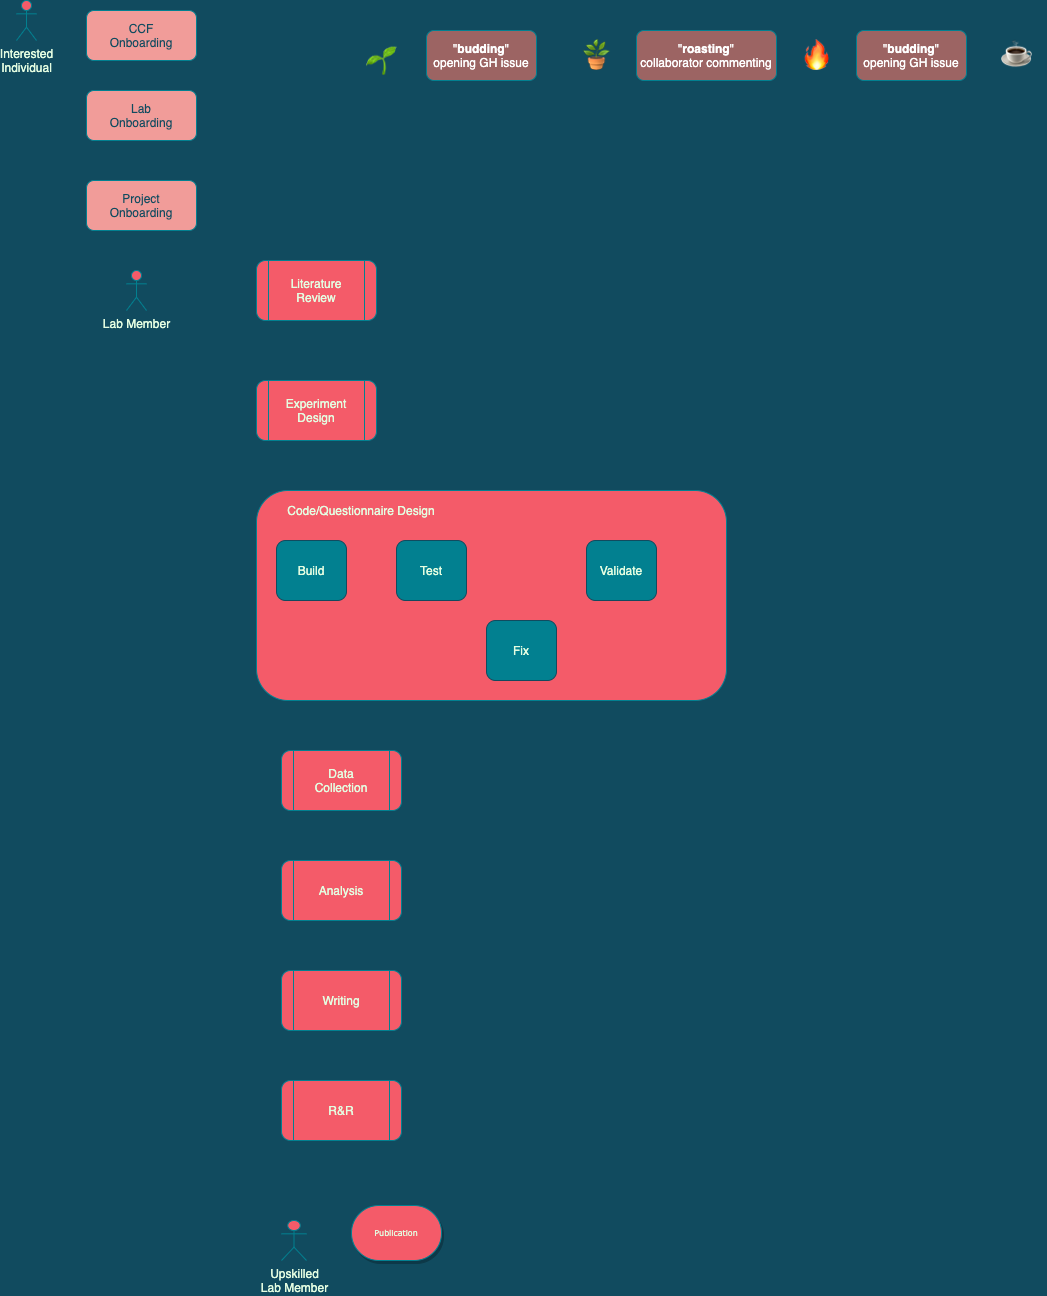 Interested
Individual
CCF
Onboarding
"budding"
opening GH issue
"roasting"
collaborator commenting
"budding"
opening GH issue
Lab
Onboarding
Project
Onboarding
Lab Member
Literature
Review
Experiment
Design
Code/Questionnaire Design
Build
Test
Validate
Fix
Data
Collection
Analysis
Writing
R&R
Publication
Upskilled
Lab Member